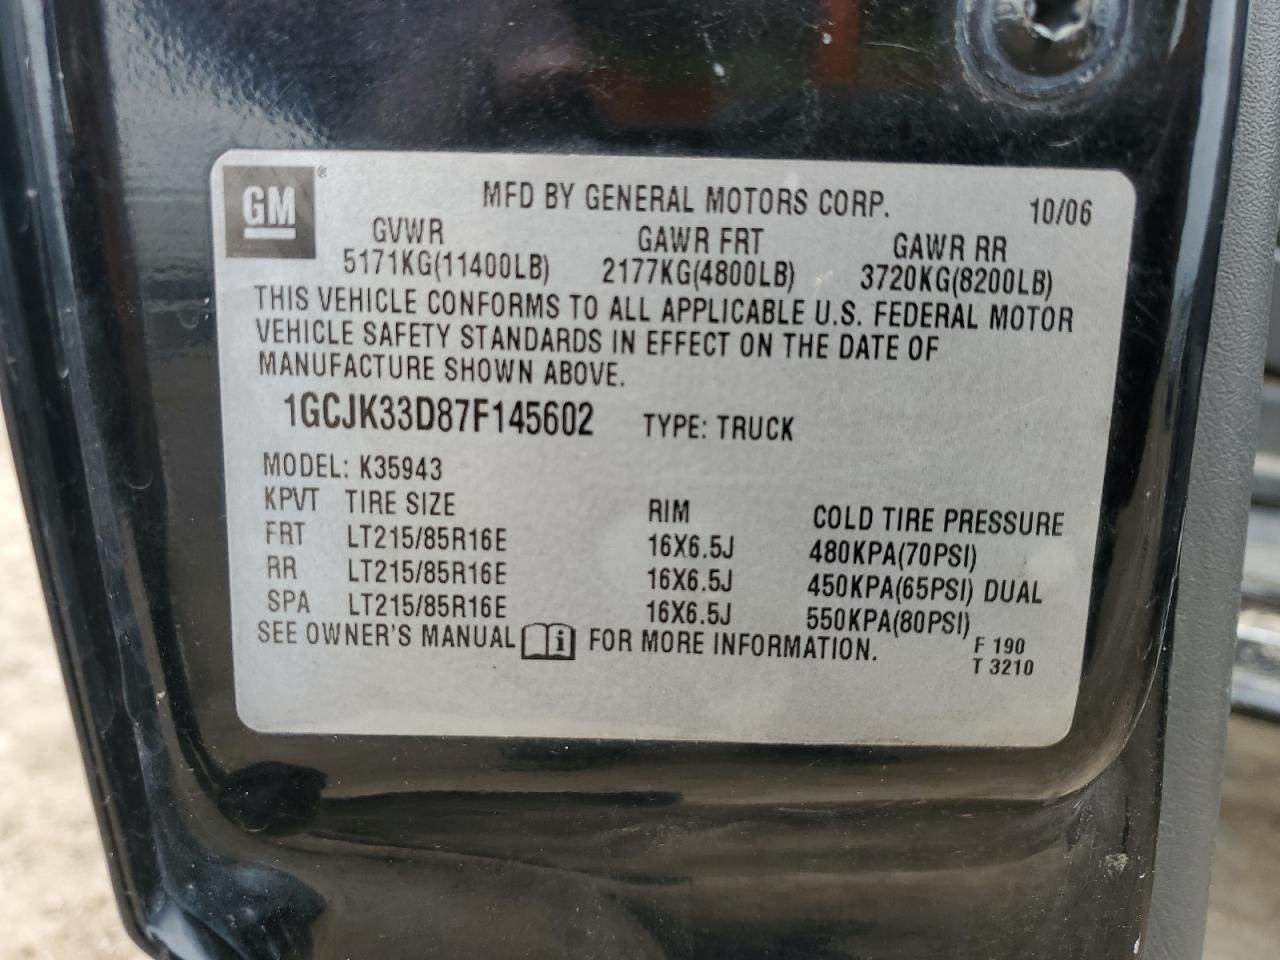 GM®
MFD BY GENERAL MOTORS CORP. 10/06
GVWR GAWR FRT GAWR RR
5171KG(11400LB) 2177KG(4800LB) 3720KG(8200LB)
THIS VEHICLE CONFORMS TO ALL APPLICABLE U.S. FEDERAL MOTOR
VEHICLE SAFETY STANDARDS IN EFFECT ON THE DATE OF
MANUFACTURE SHOWN ABOVE.
1GCJK33D87F145602 TYPE: TRUCK
MODEL: K35943
KPVT TIRE SIZE RIM COLD TIRE PRESSURE
FRT LT215/85R16E 16X6.5J 480KPA(70PSI)
RR LT215/85R16E 16X6.5J 450KPA(65PSI) DUAL
SPA LT215/85R16E 16X6.5J 550KPA(80PSI)
SEE OWNER'S MANUAL i FOR MORE INFORMATION.
F 190
T 3210